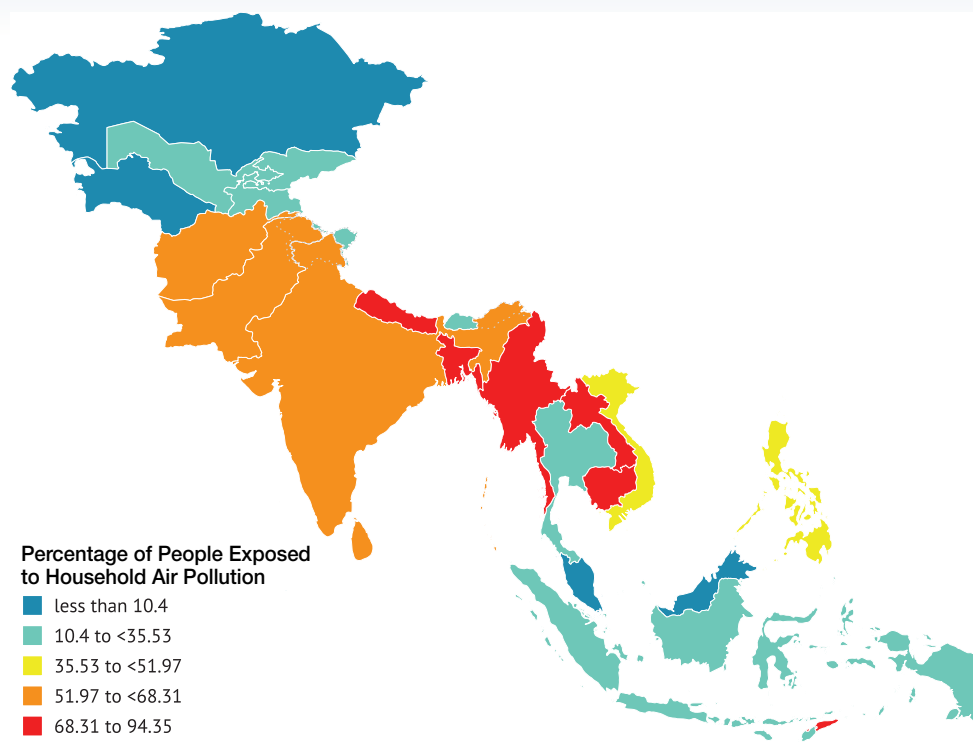 Percentage of People Exposed
to Household Air Pollution
less than 10.4
10.4 to <35.53
35.53 to <51.97
51.97 to <68.31
68.31 to 94.35